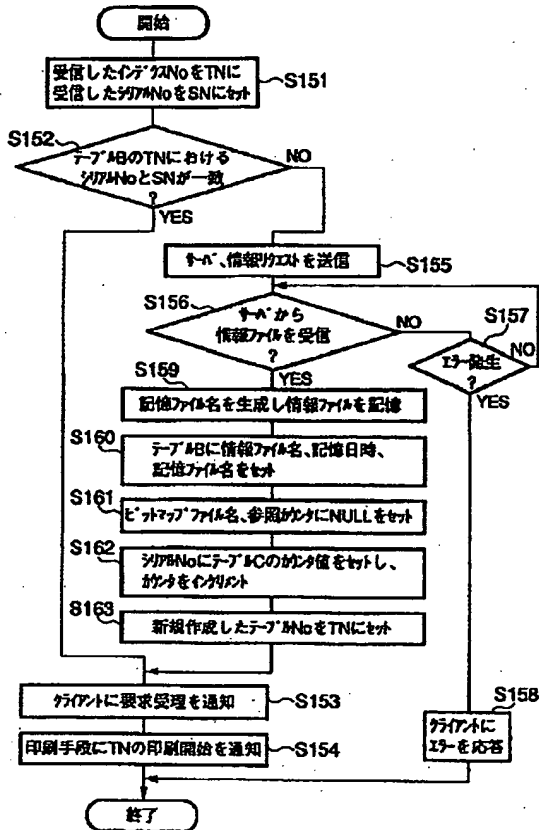 開始
受信したインデクスNoをTNに
受信したシリアルNoをSNにセット
S151
S152
テーブルBのTNにおける
シリアルNoとSNが一致
?
NO
YES
サーバ、情報リクエストを送信
S155
S156
サーバから
情報ファイルを受信
?
NO
YES
S157
エラー発生
?
NO
YES
S159
記憶ファイル名を生成し情報ファイルを記憶
S160
テーブルBに情報ファイル名、記憶日時、
記憶ファイル名をセット
S161
ビットマップファイル名、参照カウンタにNULLをセット
S162
シリアルNoにテーブルCのカウンタ値をセットし、
カウンタをインクリメント
S163
新規作成したテーブルNoをTNにセット
クライアントに要求受理を通知
S153
S158
クライアントに
エラーを応答
印刷手段にTNの印刷開始を通知
S154
終了